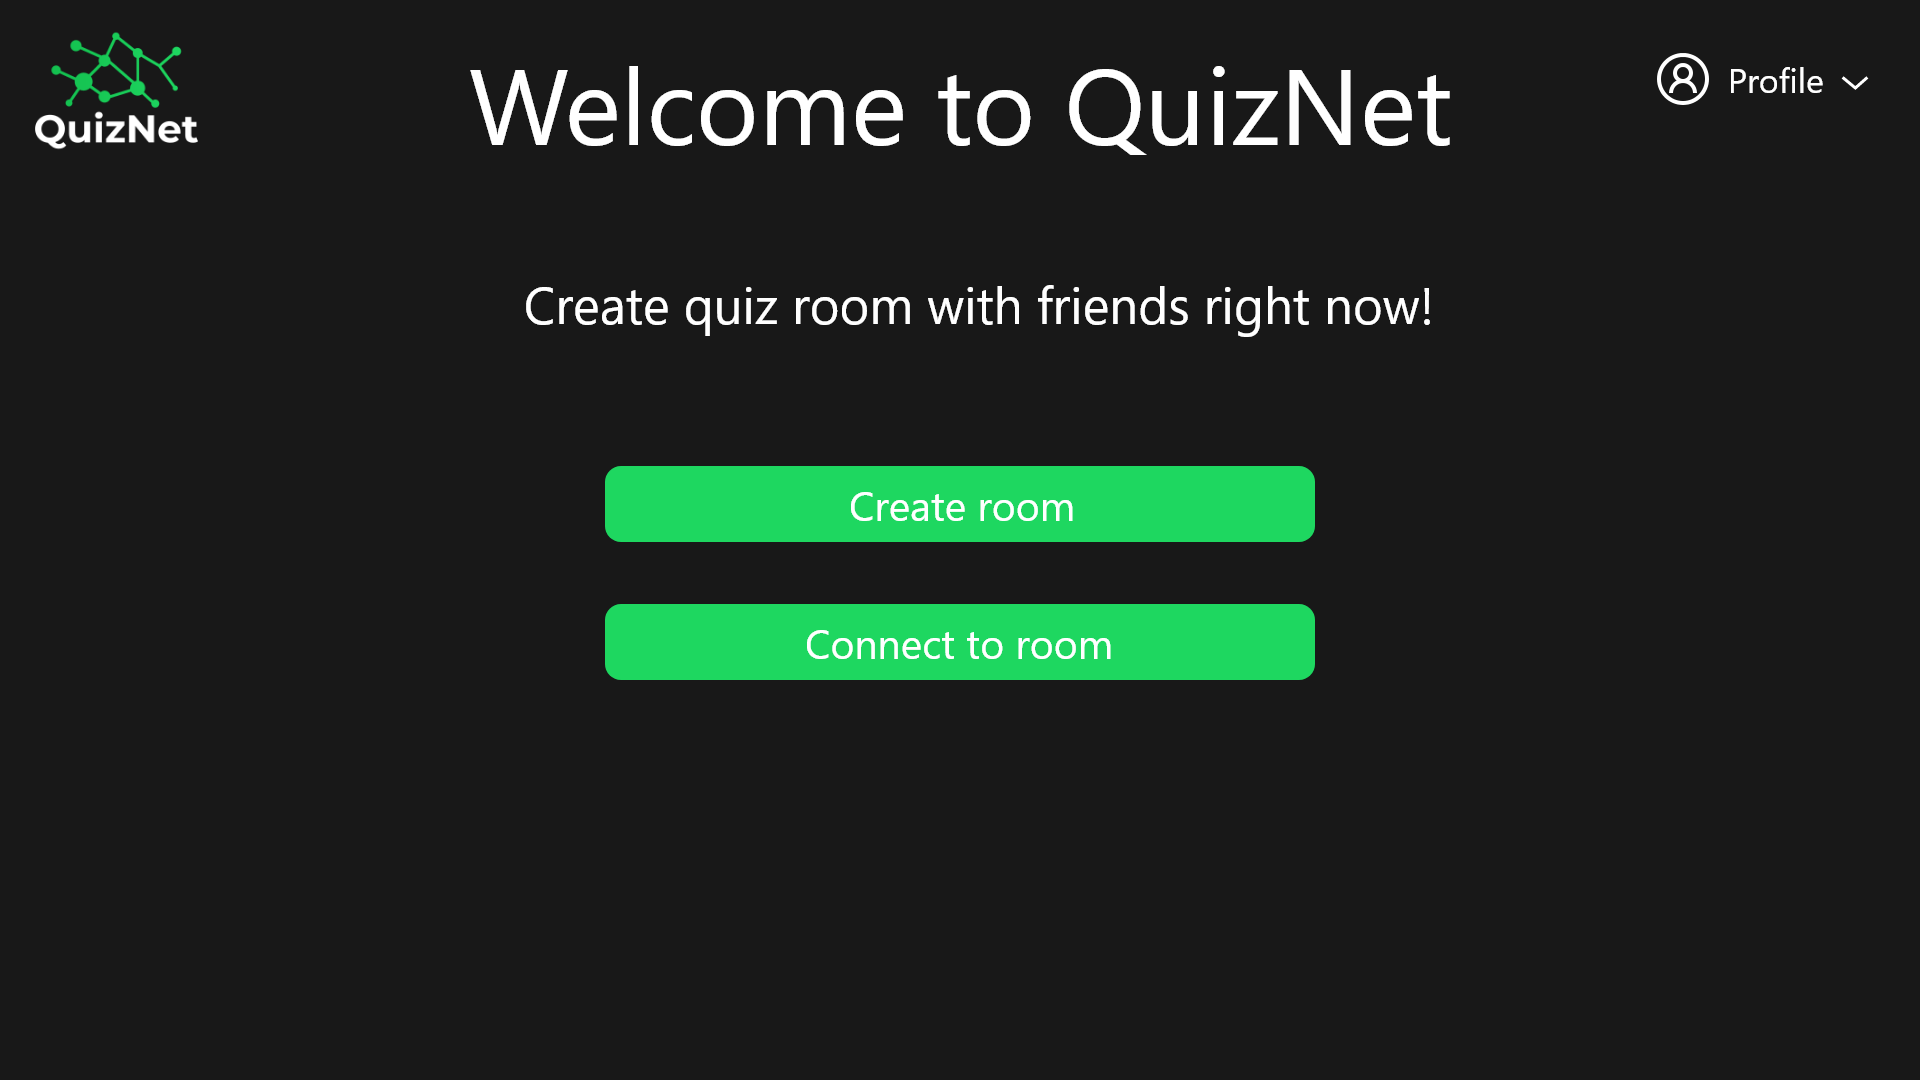 QuizNet
Welcome to QuizNet
Profile
Create quiz room with friends right now!
Create room
Connect to room